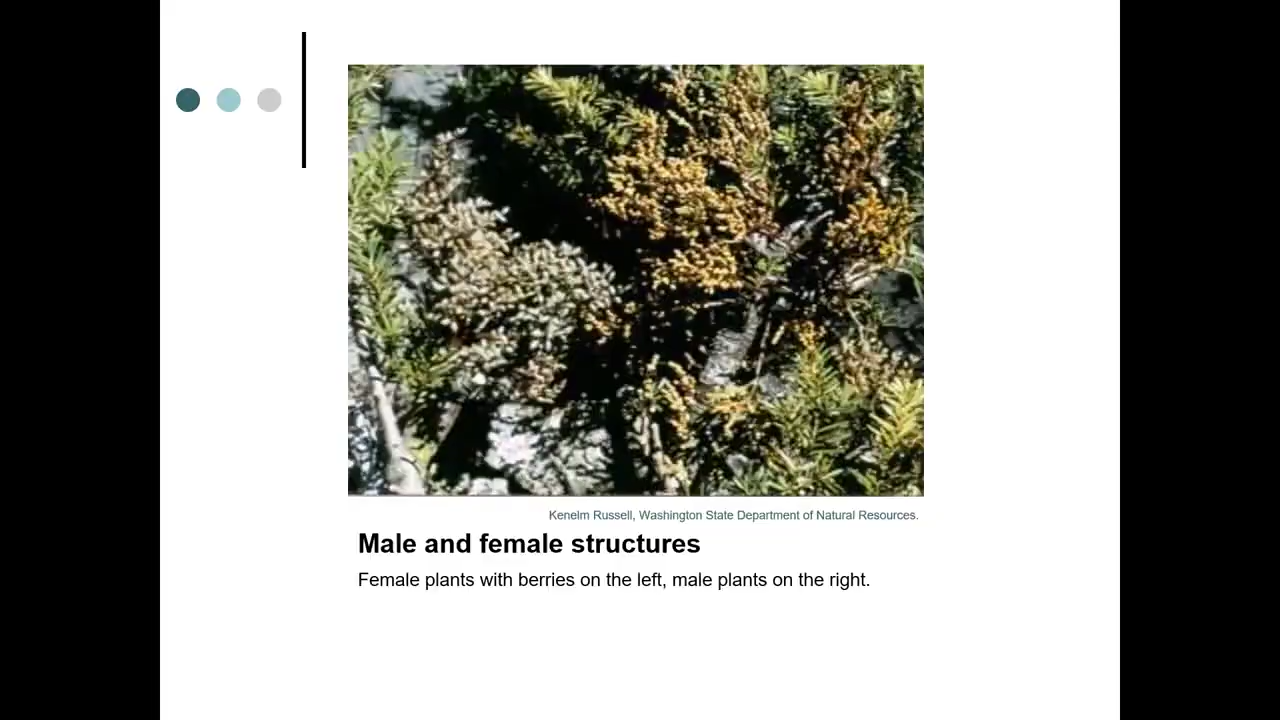 Kenelm Russell, Washington State Department of Natural Resources.
Male and female structures
Female plants with berries on the left, male plants on the right.